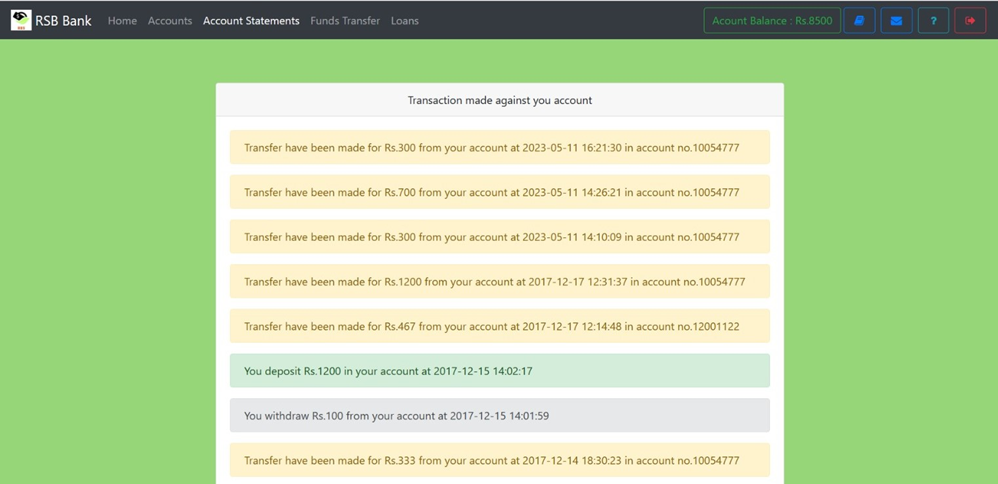 RSB Bank Home Accounts Account Statements Funds Transfer Loans Acount Balance : Rs.8500 ?
Transaction made against you account
Transfer have been made for Rs.300 from your account at 2023-05-11 16:21:30 in account no.10054777
Transfer have been made for Rs.700 from your account at 2023-05-11 14:26:21 in account no.10054777
Transfer have been made for Rs.300 from your account at 2023-05-11 14:10:09 in account no.10054777
Transfer have been made for Rs.1200 from your account at 2017-12-17 12:31:37 in account no.10054777
Transfer have been made for Rs.467 from your account at 2017-12-17 12:14:48 in account no.12001122
You deposit Rs.1200 in your account at 2017-12-15 14:02:17
You withdraw Rs.100 from your account at 2017-12-15 14:01:59
Transfer have been made for Rs.333 from your account at 2017-12-14 18:30:23 in account no.10054777